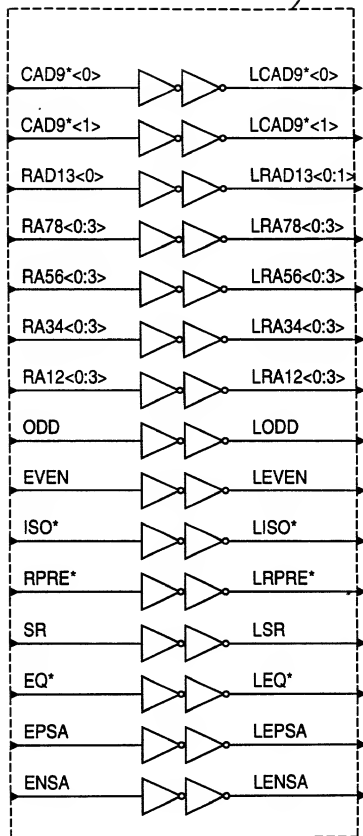 CAD9*<0> LCAD9*<0>
CAD9*<1> LCAD9*<1>
RAD13<0> LRAD13<0:1>
RA78<0:3> LRA78<0:3>
RA56<0:3> LRA56<0:3>
RA34<0:3> LRA34<0:3>
RA12<0:3> LRA12<0:3>
ODD LODD
EVEN LEVEN
ISO* LISO*
RPRE* LRPRE*
SR LSR
EQ* LEQ*
EPSA LEPSA
ENSA LENSA